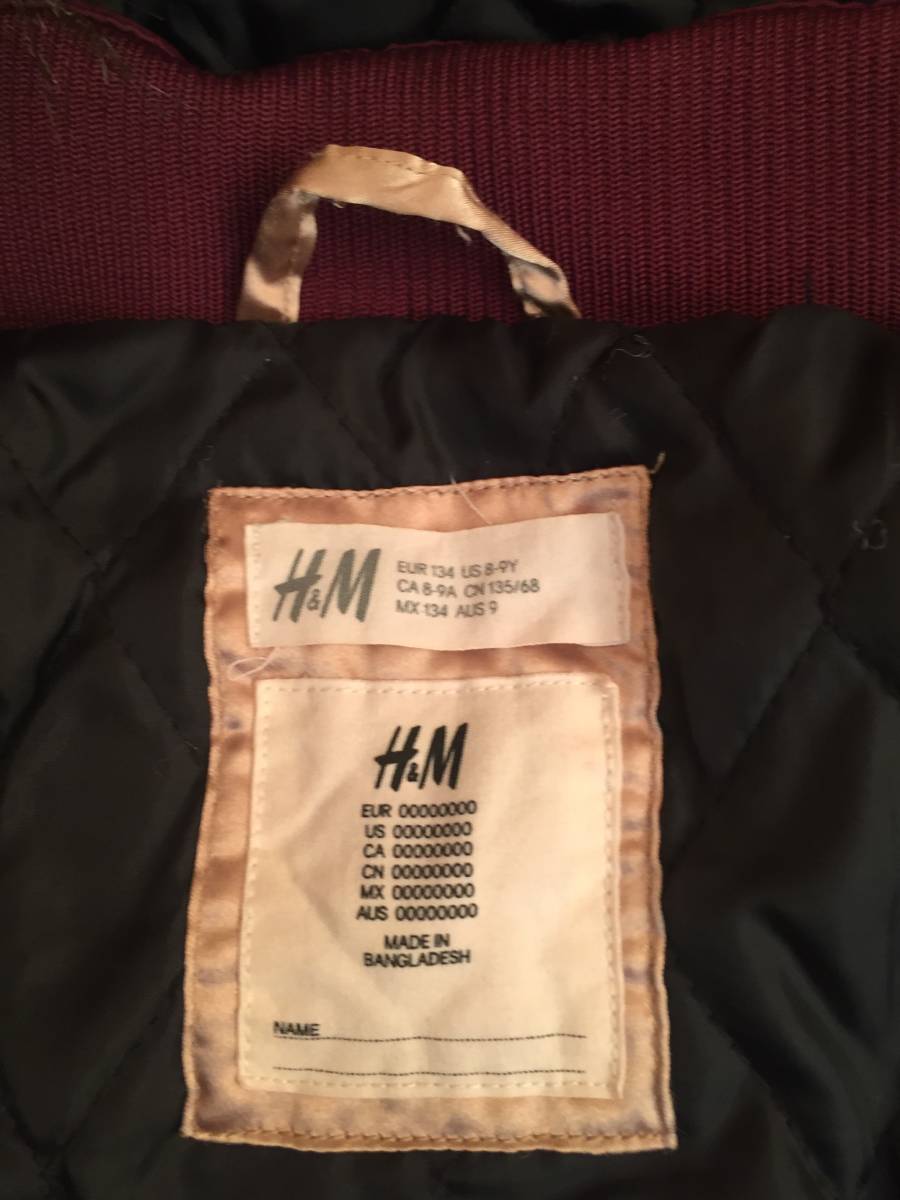 H&M
EUR 134 US 8-9Y
CA 8-9A CN 135/68
MX 134 AUS 9
H&M
EUR 00000000
US 00000000
CA 00000000
CN 00000000
MX 00000000
AUS 00000000
MADE IN
BANGLADESH
NAME